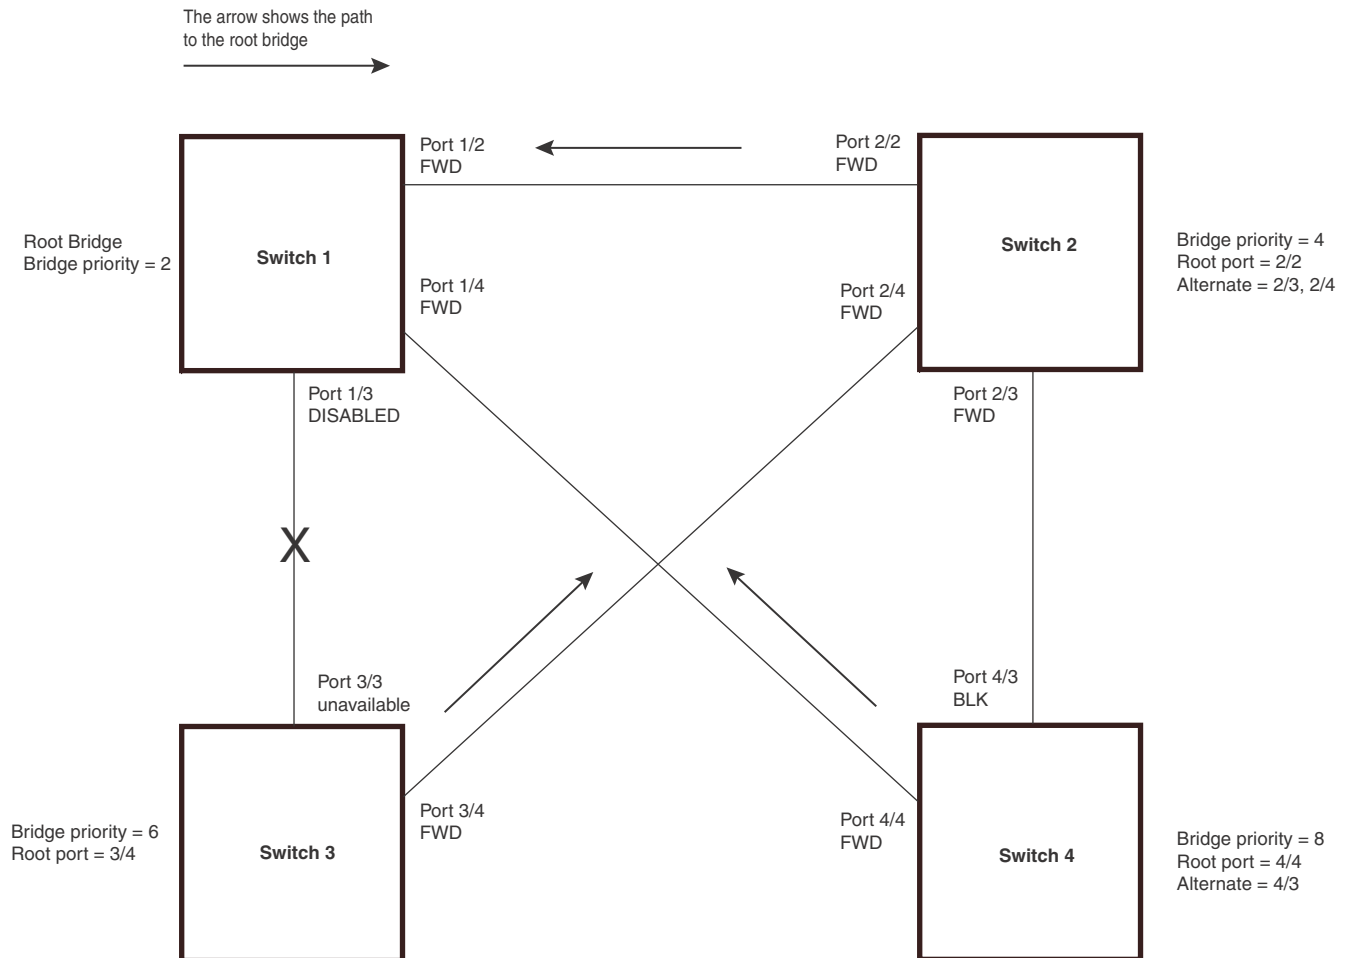 The arrow shows the path
to the root bridge
Port 1/2
FWD
Port 2/2
FWD
Root Bridge
Bridge priority = 2
Switch 1
Switch 2
Bridge priority = 4
Root port = 2/2
Alternate = 2/3, 2/4
Port 1/4
FWD
Port 2/4
FWD
Port 1/3
DISABLED
Port 2/3
FWD
X
Port 3/3
unavailable
Port 4/3
BLK
Port 3/4
FWD
Port 4/4
FWD
Bridge priority = 6
Root port = 3/4
Switch 3
Switch 4
Bridge priority = 8
Root port = 4/4
Alternate = 4/3